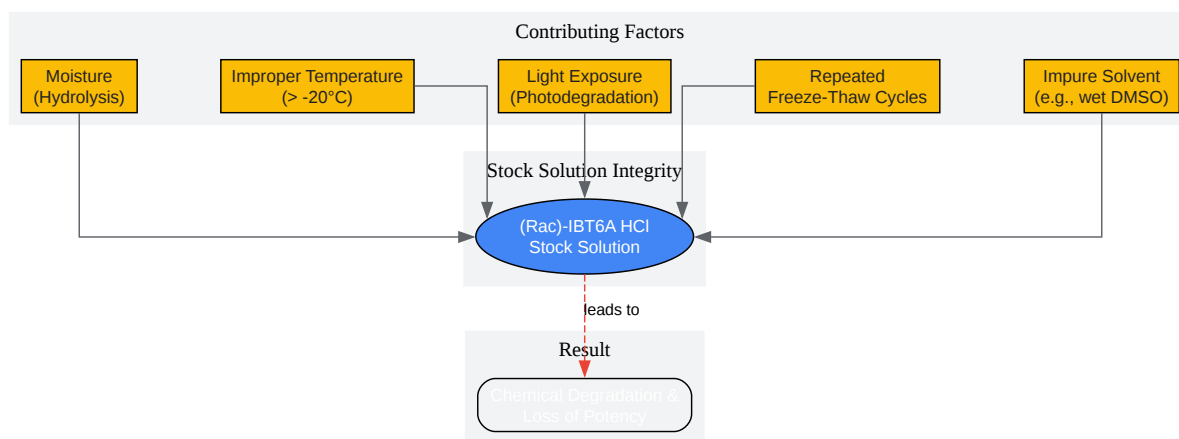 Contributing Factors
Moisture
(Hydrolysis)
Improper Temperature
(> -20°C)
Light Exposure
(Photodegradation)
Repeated
Freeze-Thaw Cycles
Impure Solvent
(e.g., wet DMSO)
Stock Solution Integrity
(Rac)-IBT6A HCl
Stock Solution
leads to
Result
Chemical Degradation &
Loss of Potency